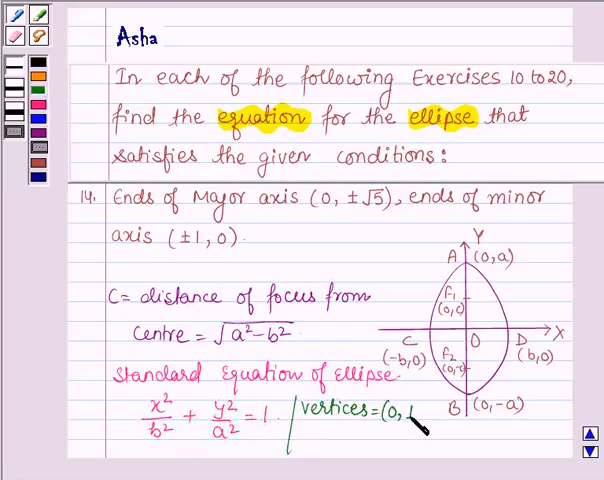 Asha
In each of the following Exercises 10 to 20,
find the equation for the ellipse that
satisfies the given conditions:
14. Ends of Major axis (0, ±√5), ends of minor
axis (±1, 0).
C = distance of focus from
centre = √a²-b²
Standard Equation of Ellipse
x²/b² + y²/a² = 1.
vertices = (0, 
Y
A (0, a)
F1
(0, c)
C O D X
(-b, 0) (b, 0)
F2
(0, -c)
B (0, -a)